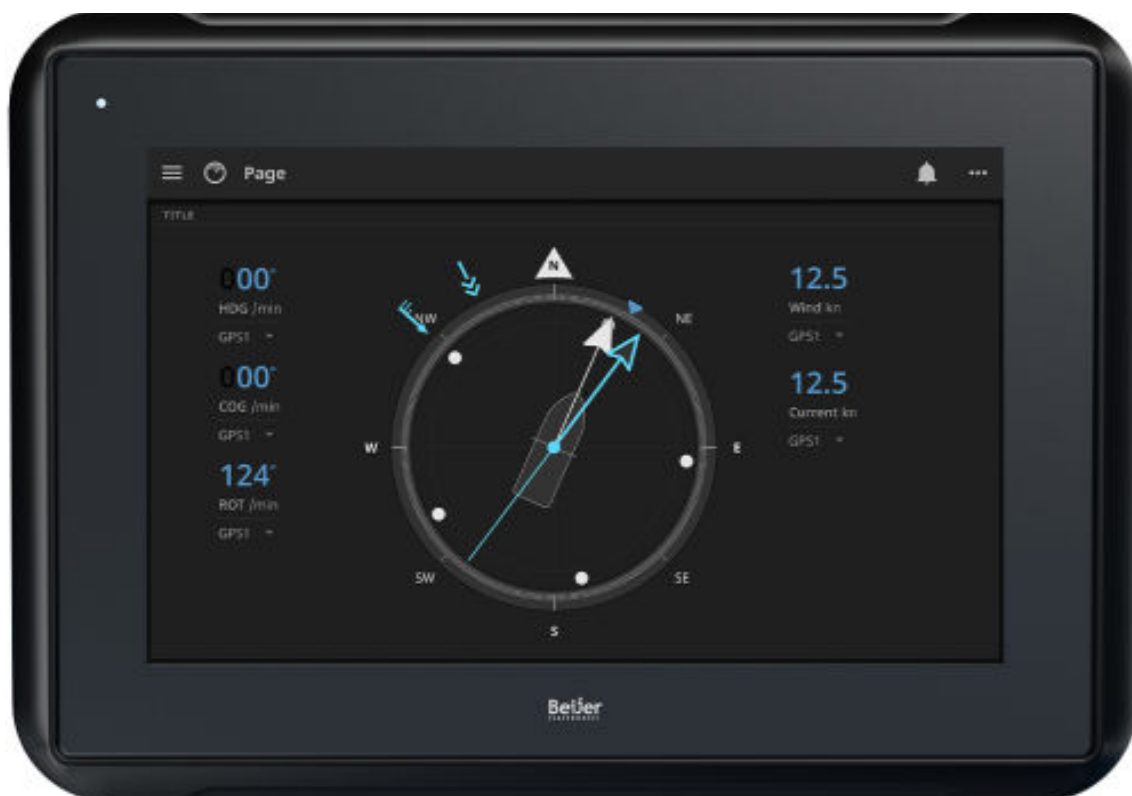 Page
TITLE
000°
HDG /min
GPS1
000°
COG /min
GPS1
124°
ROT /min
GPS1
N
NE
E
SE
S
SW
W
NW
12.5
Wind kn
GPS1
12.5
Current kn
GPS1
Beijer
ELECTRONICS